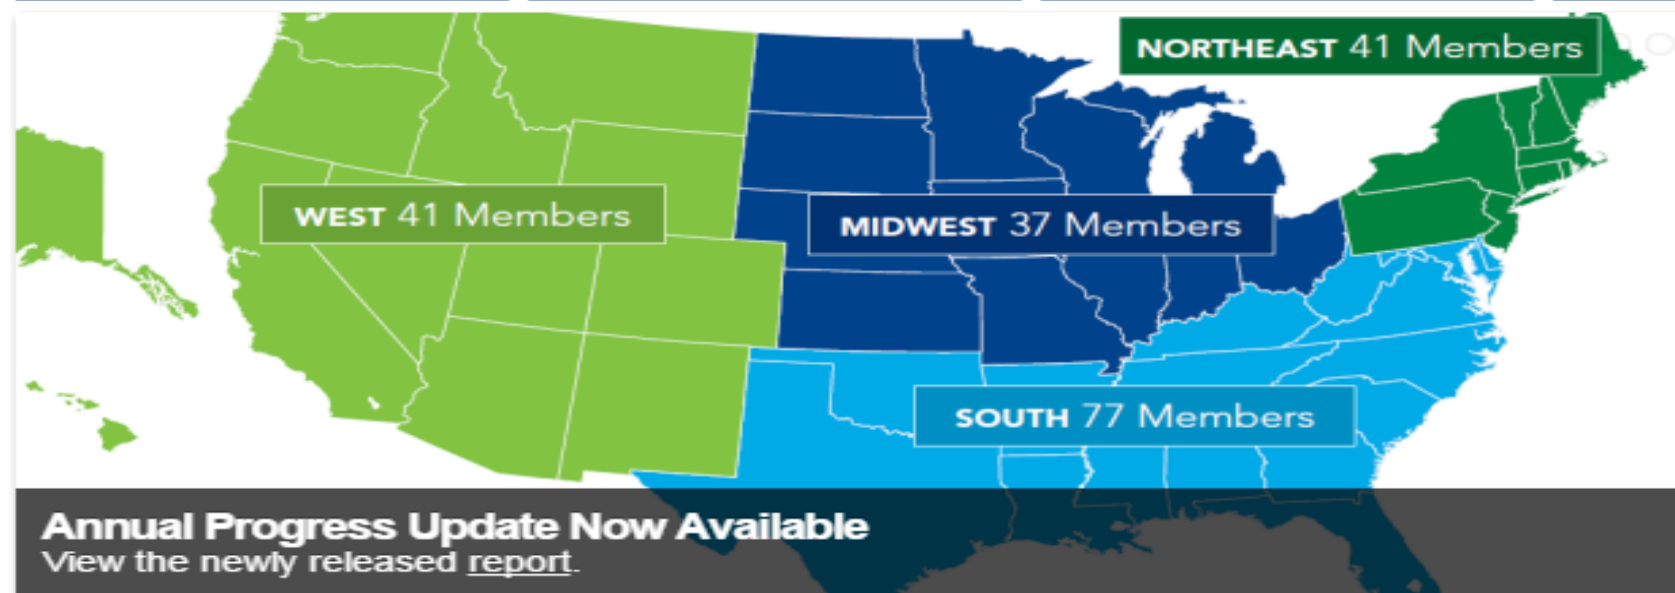 NORTHEAST 41 Members
WEST 41 Members
MIDWEST 37 Members
SOUTH 77 Members
Annual Progress Update Now Available
View the newly released report.